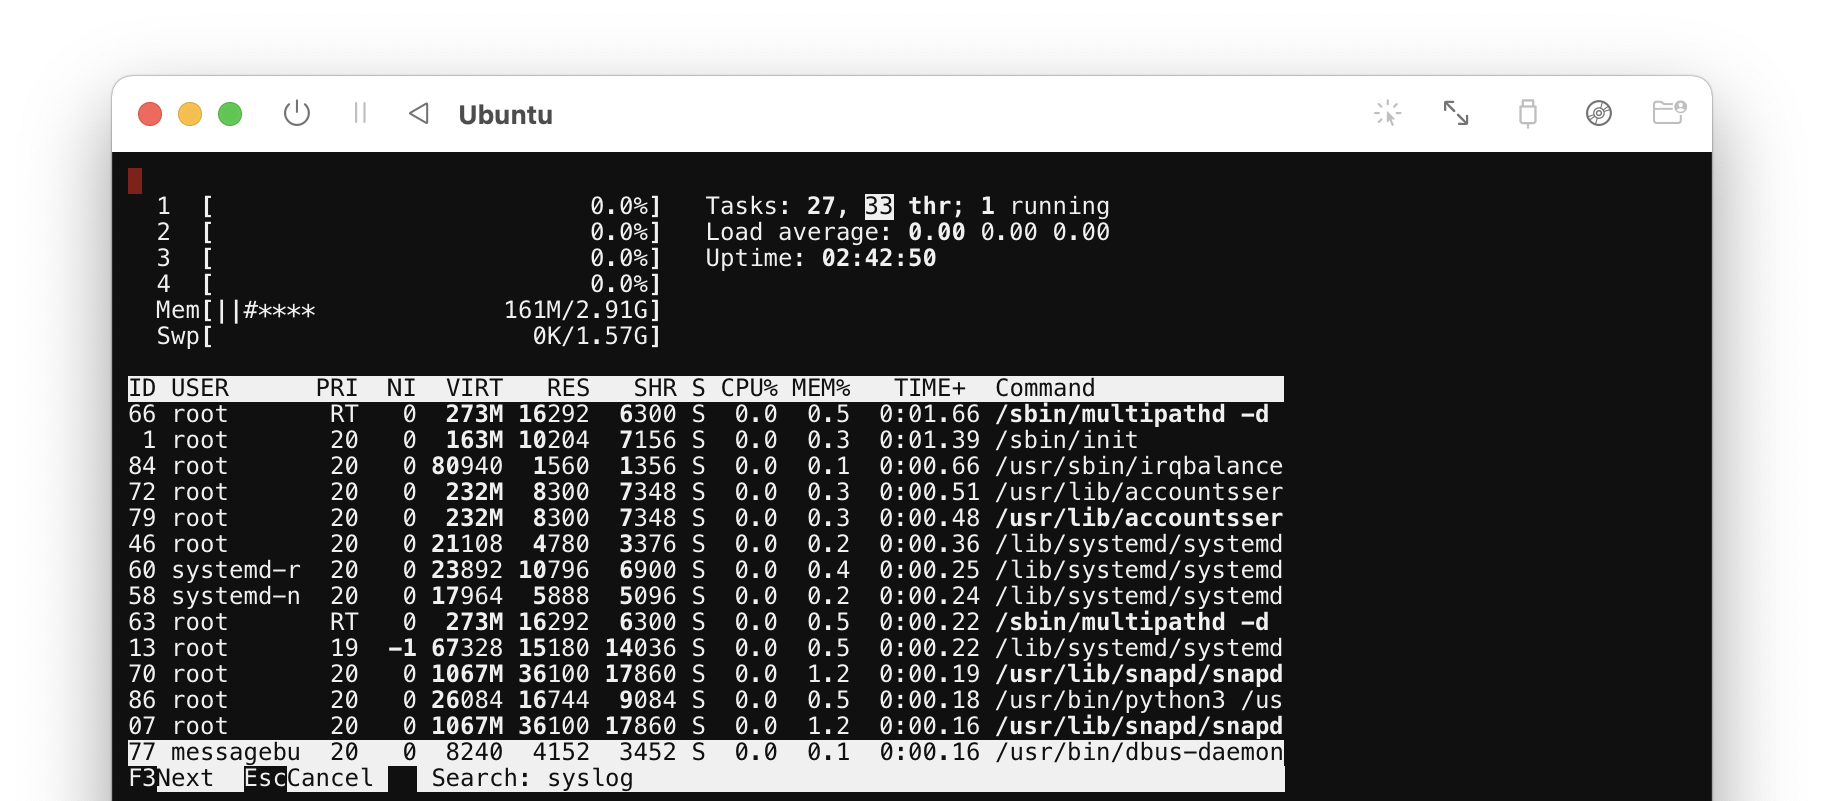 Ubuntu
1 [ 0.0%] Tasks: 27, 33 thr; 1 running
2 [ 0.0%] Load average: 0.00 0.00 0.00
3 [ 0.0%] Uptime: 02:42:50
4 [ 0.0%]
Mem[||#**** 161M/2.91G]
Swp[ 0K/1.57G]
ID USER PRI NI VIRT RES SHR S CPU% MEM% TIME+ Command
66 root RT 0 273M 16292 6300 S 0.0 0.5 0:01.66 /sbin/multipathd -d
1 root 20 0 163M 10204 7156 S 0.0 0.3 0:01.39 /sbin/init
84 root 20 0 80940 1560 1356 S 0.0 0.1 0:00.66 /usr/sbin/irqbalance
72 root 20 0 232M 8300 7348 S 0.0 0.3 0:00.51 /usr/lib/accountsser
79 root 20 0 232M 8300 7348 S 0.0 0.3 0:00.48 /usr/lib/accountsser
46 root 20 0 21108 4780 3376 S 0.0 0.2 0:00.36 /lib/systemd/systemd
60 systemd-r 20 0 23892 10796 6900 S 0.0 0.4 0:00.25 /lib/systemd/systemd
58 systemd-n 20 0 17964 5888 5096 S 0.0 0.2 0:00.24 /lib/systemd/systemd
63 root RT 0 273M 16292 6300 S 0.0 0.5 0:00.22 /sbin/multipathd -d
13 root 19 -1 67328 15180 14036 S 0.0 0.5 0:00.22 /lib/systemd/systemd
70 root 20 0 1067M 36100 17860 S 0.0 1.2 0:00.19 /usr/lib/snapd/snapd
86 root 20 0 26084 16744 9084 S 0.0 0.5 0:00.18 /usr/bin/python3 /us
07 root 20 0 1067M 36100 17860 S 0.0 1.2 0:00.16 /usr/lib/snapd/snapd
77 messagebu 20 0 8240 4152 3452 S 0.0 0.1 0:00.16 /usr/bin/dbus-daemon
F3Next EscCancel Search: syslog